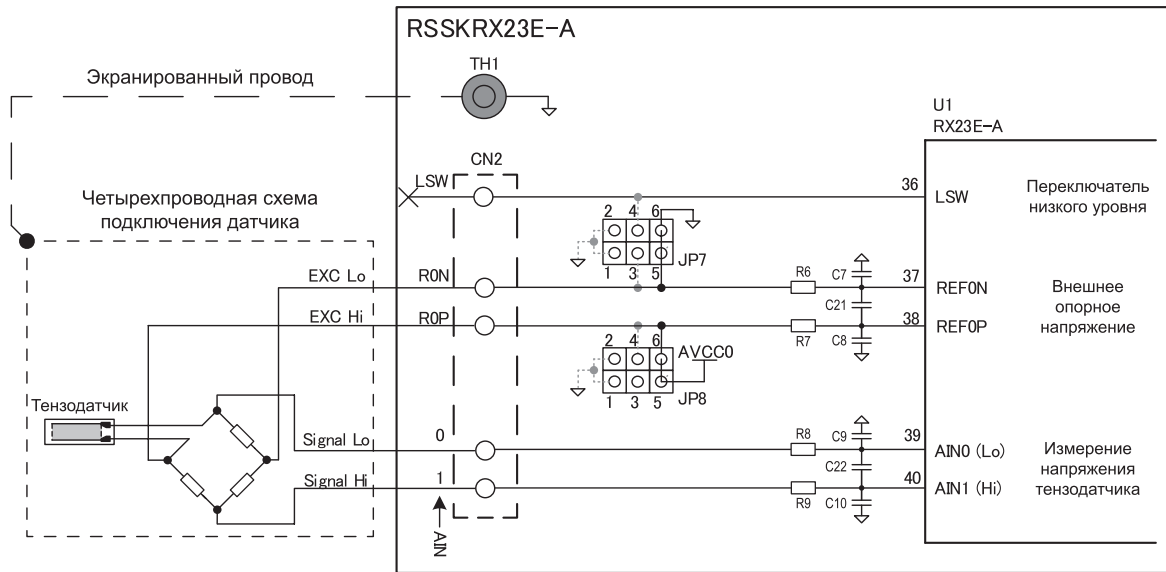 RSSKRX23E-A
TH1
Экранированный провод
U1
RX23E-A
CN2
LSW
36
LSW
Переключатель
низкого уровня
Четырехпроводная схема
подключения датчика
2 4 6
JP7
1 3 5
EXC Lo
R0N
R6
C7
37
REF0N
Внешнее
опорное
напряжение
C21
EXC Hi
R0P
R7
C8
38
REF0P
2 4 6
AVCC0
JP8
1 3 5
Тензодатчик
Signal Lo
0
R8
C9
39
AIN0 (Lo)
Измерение
напряжения
тензодатчика
C22
Signal Hi
1
R9
C10
40
AIN1 (Hi)
AIN